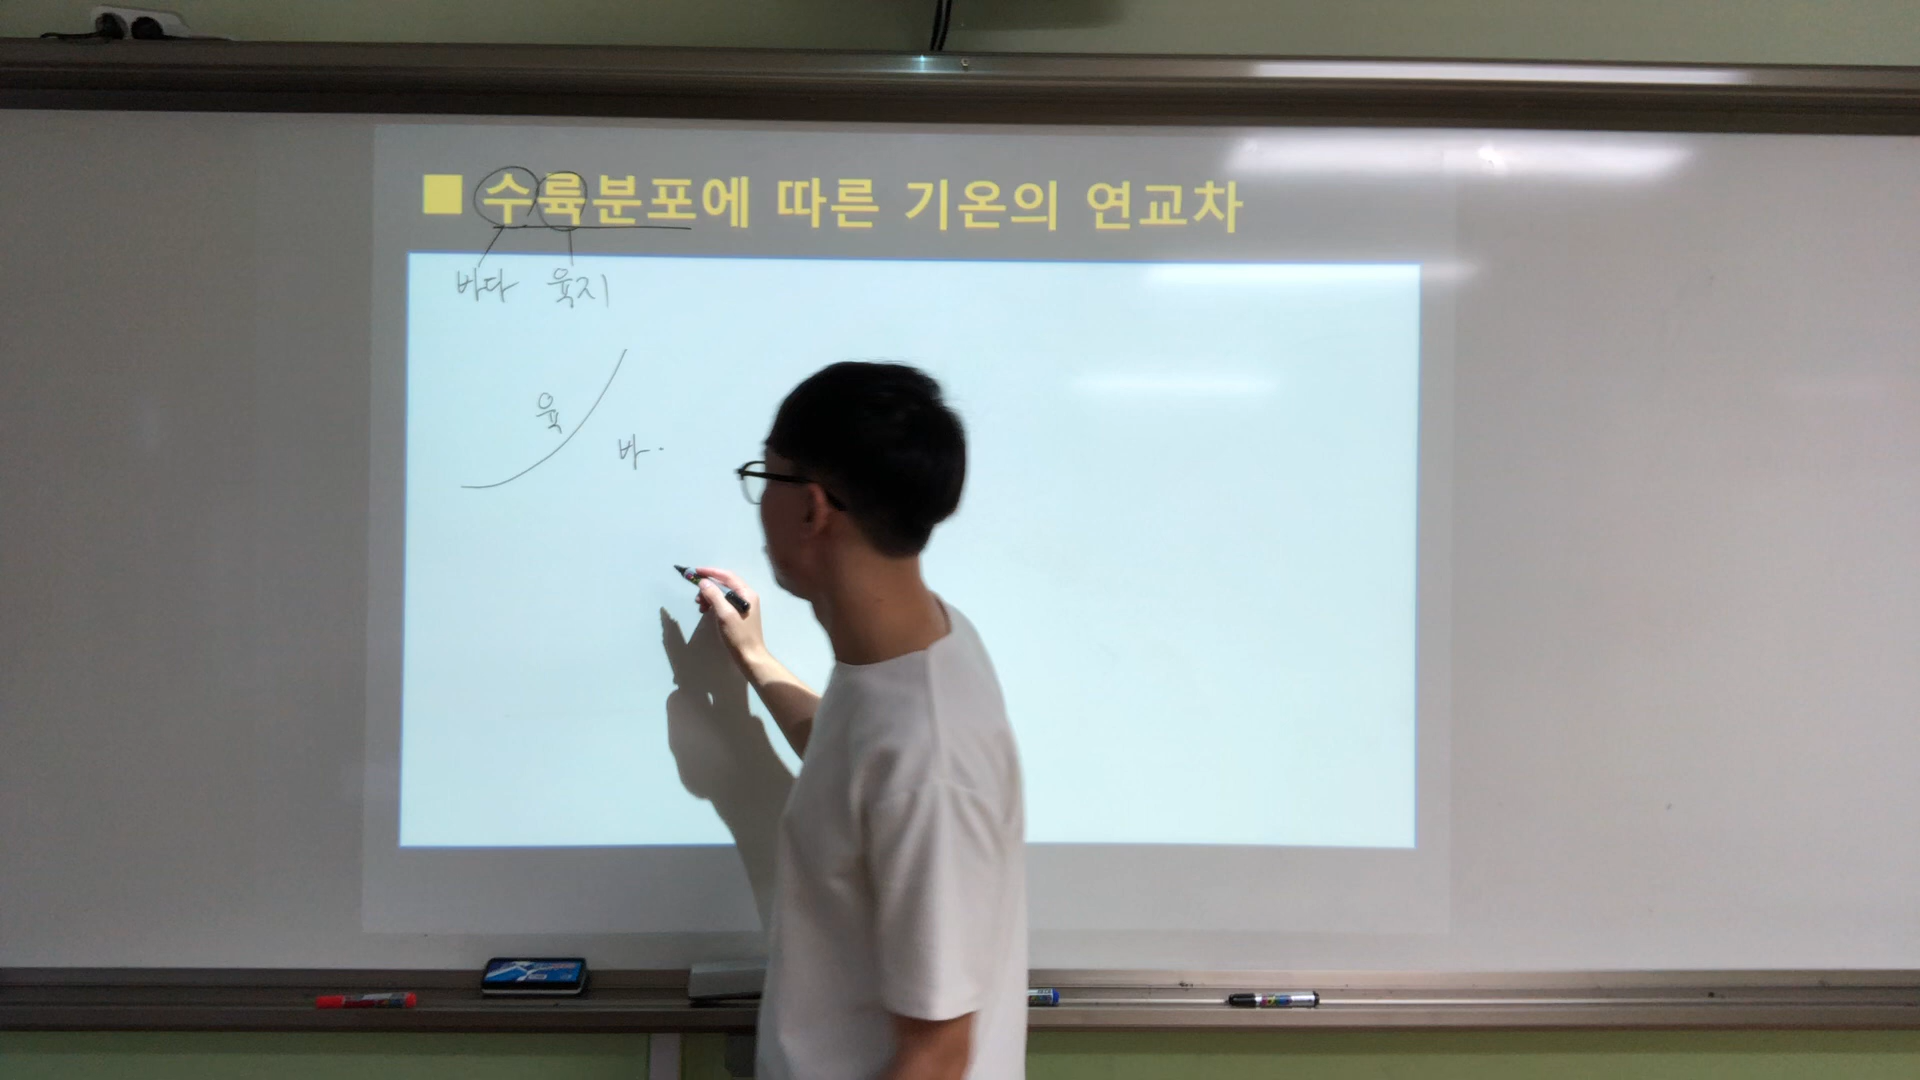 ■ 수륙분포에 따른 기온의 연교차
바다 육지
육
바